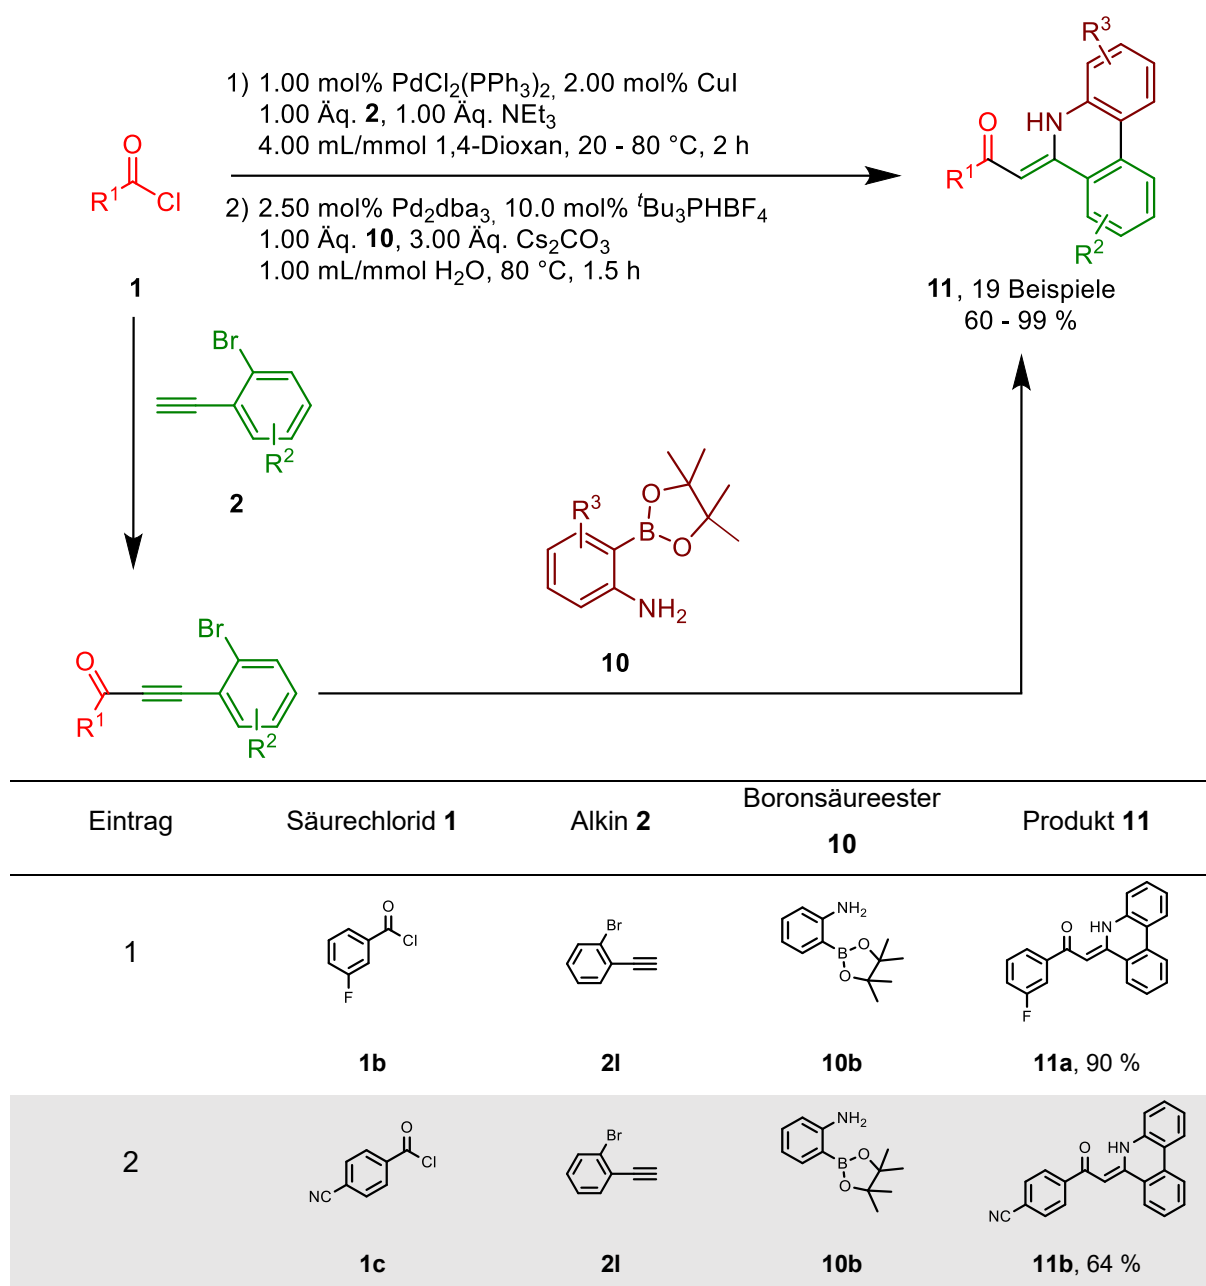 1) 1.00 mol% PdCl₂(PPh₃)₂, 2.00 mol% CuI
1.00 Äq. 2, 1.00 Äq. NEt₃
4.00 mL/mmol 1,4-Dioxan, 20 - 80 °C, 2 h
2) 2.50 mol% Pd₂dba₃, 10.0 mol% ᵗBu₃PHBF₄
1.00 Äq. 10, 3.00 Äq. Cs₂CO₃
1.00 mL/mmol H₂O, 80 °C, 1.5 h
O
R¹ Cl
1
R³
HN
O
R¹
R²
11, 19 Beispiele
60 - 99 %
Br
R²
2
R³
O
B
O
NH₂
10
Br
O
R¹
R²
Eintrag Säurechlorid 1 Alkin 2 Boronsäureester 10 Produkt 11
1
O
Cl
F
1b
Br
2l
NH₂
B
O
O
10b
HN
O
F
11a, 90 %
2
O
Cl
NC
1c
Br
2l
NH₂
B
O
O
10b
HN
O
NC
11b, 64 %